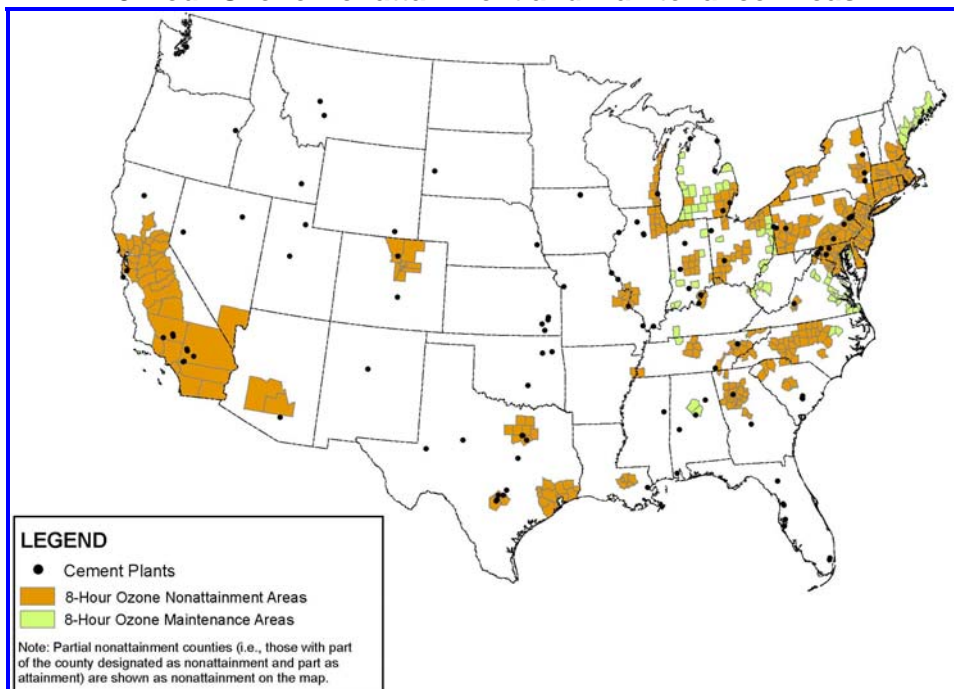 LEGEND
Cement Plants
8-Hour Ozone Nonattainment Areas
8-Hour Ozone Maintenance Areas
Note: Partial nonattainment counties (i.e., those with part
of the county designated as nonattainment and part as
attainment) are shown as nonattainment on the map.